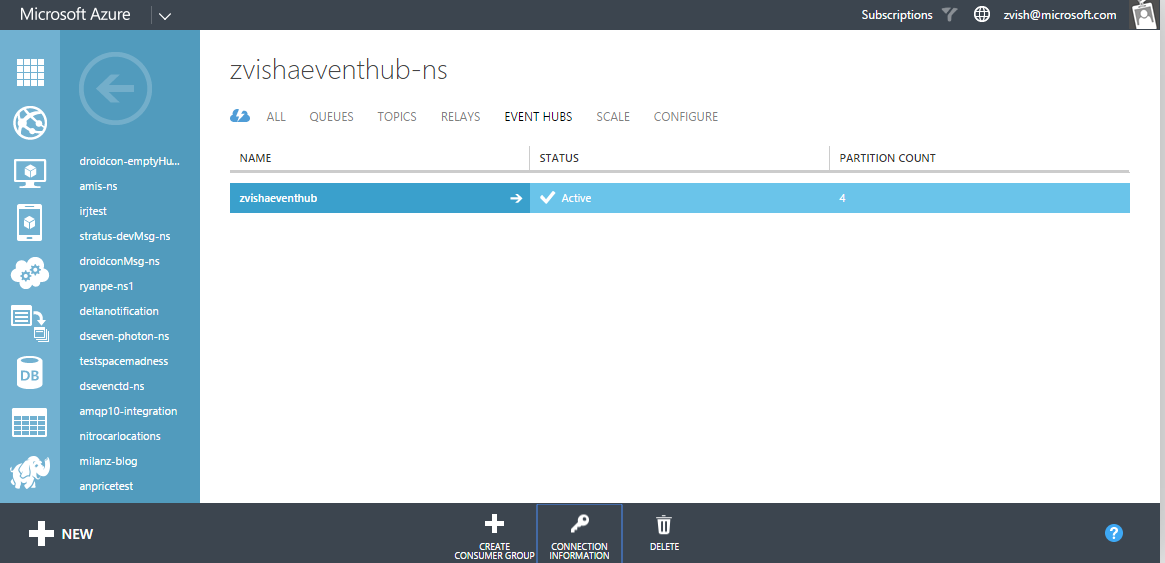 Microsoft Azure
Subscriptions
zvish@microsoft.com
DB
droidcon-emptyHu...
amis-ns
irjtest
stratus-devMsg-ns
droidconMsg-ns
ryanpe-ns1
deltanotification
dseven-photon-ns
testspacemadness
dsevenctd-ns
amqp10-integration
nitrocarlocations
milanz-blog
anpricetest
zvishaeventhub-ns
ALL QUEUES TOPICS RELAYS EVENT HUBS SCALE CONFIGURE
NAME STATUS PARTITION COUNT
zvishaeventhub Active 4
NEW
CREATE
CONSUMER GROUP
CONNECTION
INFORMATION
DELETE
?